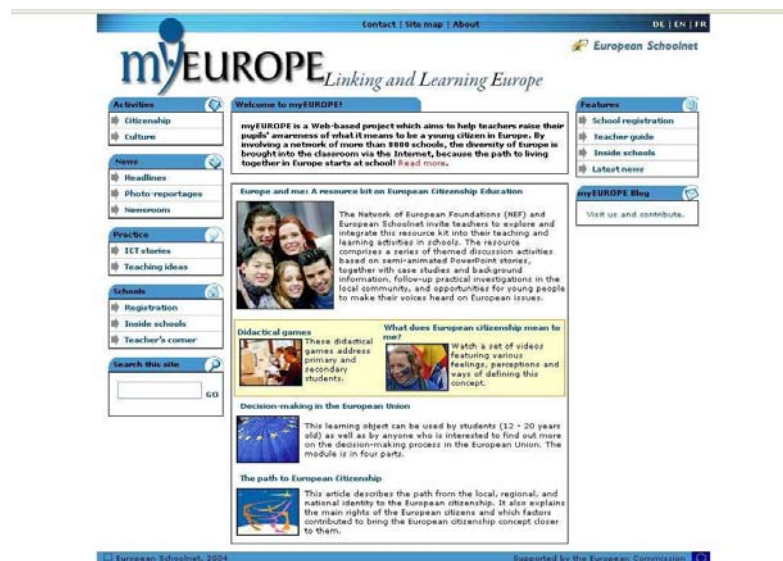 Contact | Site map | About
DE | EN | FR
myEUROPE
Linking and Learning Europe
European Schoolnet
Activities
Citizenship
Culture
News
Headlines
Photo-reportages
Newsroom
Practice
ICT stories
Teaching ideas
Schools
Registration
Inside schools
Teacher's corner
Search this site
GO
Welcome to myEUROPE!
myEUROPE is a Web-based project which aims to help teachers raise their
pupils' awareness of what it means to be a young citizen in Europe. By
involving a network of more than 8000 schools, the diversity of Europe is
brought into the classroom via the Internet, because the path to living
together in Europe starts at school! Read more.
Europe and me: A resource kit on European Citizenship Education
The Network of European Foundations (NEF) and
European Schoolnet invite teachers to explore and
integrate this resource kit into their teaching and
learning activities in schools. The resource
comprises a series of themed discussion activities
based on semi-animated PowerPoint stories,
together with case studies and background
information, follow-up practical investigations in the
local community, and opportunities for young people
to make their voices heard on European issues.
Didactical games
These didactical
games address
primary and
secondary
students.
What does European citizenship mean to
me?
Watch a set of videos
featuring various
feelings, perceptions and
ways of defining this
concept.
Decision-making in the European Union
This learning object can be used by students (12 - 20 years
old) as well as by anyone who is interested to find out more
on the decision-making process in the European Union. The
module is in four parts.
The path to European Citizenship
This article describes the path from the local, regional, and
national identity to the European citizenship. It also explains
the main rights of the European citizens and which factors
contributed to bring the European citizenship concept closer
to them.
Features
School registration
Teacher guide
Inside schools
Latest news
myEUROPE Blog
Visit us and contribute.
European Schoolnet, 2004
Supported by the European Commission